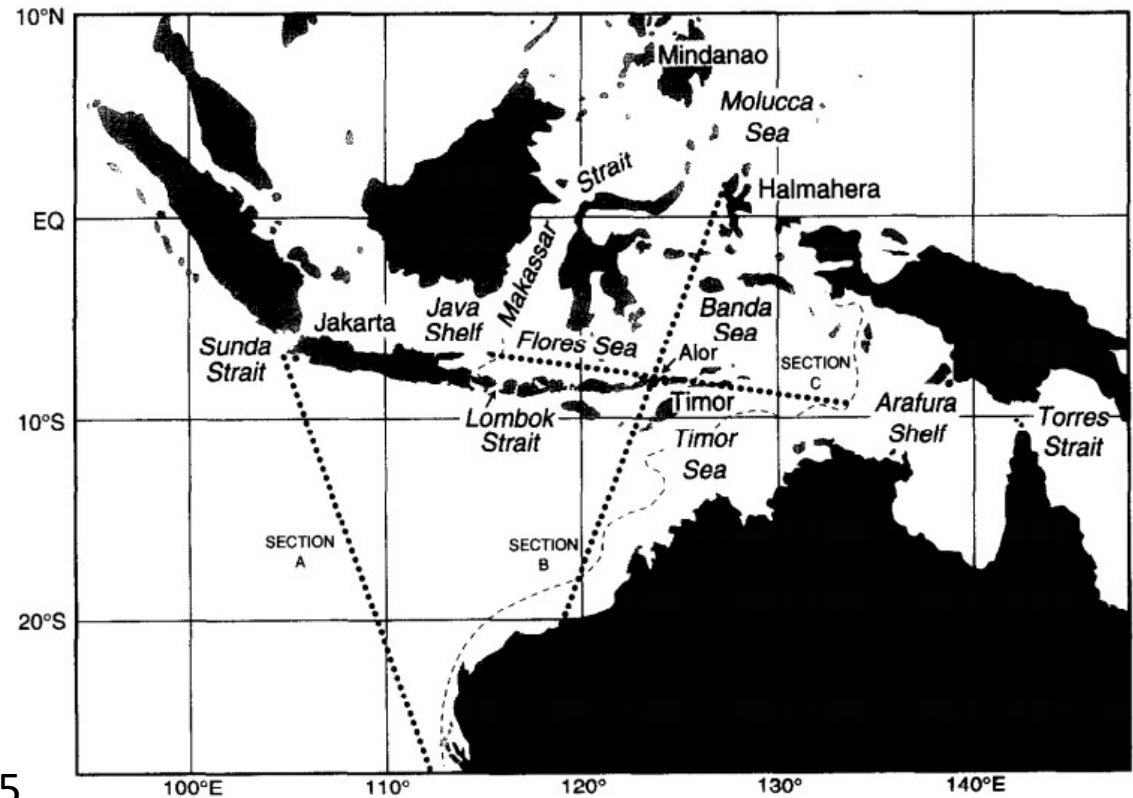 10°N
Mindanao
Molucca
Sea
Strait
Halmahera
EQ
Makassar
Java
Shelf
Banda
Sea
Jakarta
Flores Sea
Sunda
Strait
Alor
SECTION
C
Timor
Lombok
Strait
Arafura
Shelf
Torres
Strait
10°S
Timor
Sea
SECTION
A
SECTION
B
20°S
5
100°E
110°
120°
130°
140°E